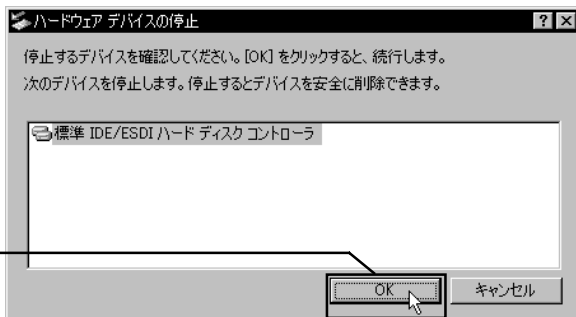 ハードウェア デバイスの停止
停止するデバイスを確認してください。[OK] をクリックすると、続行します。
次のデバイスを停止します。停止するとデバイスを安全に削除できます。
標準 IDE/ESDI ハード ディスク コントローラ
OK
キャンセル